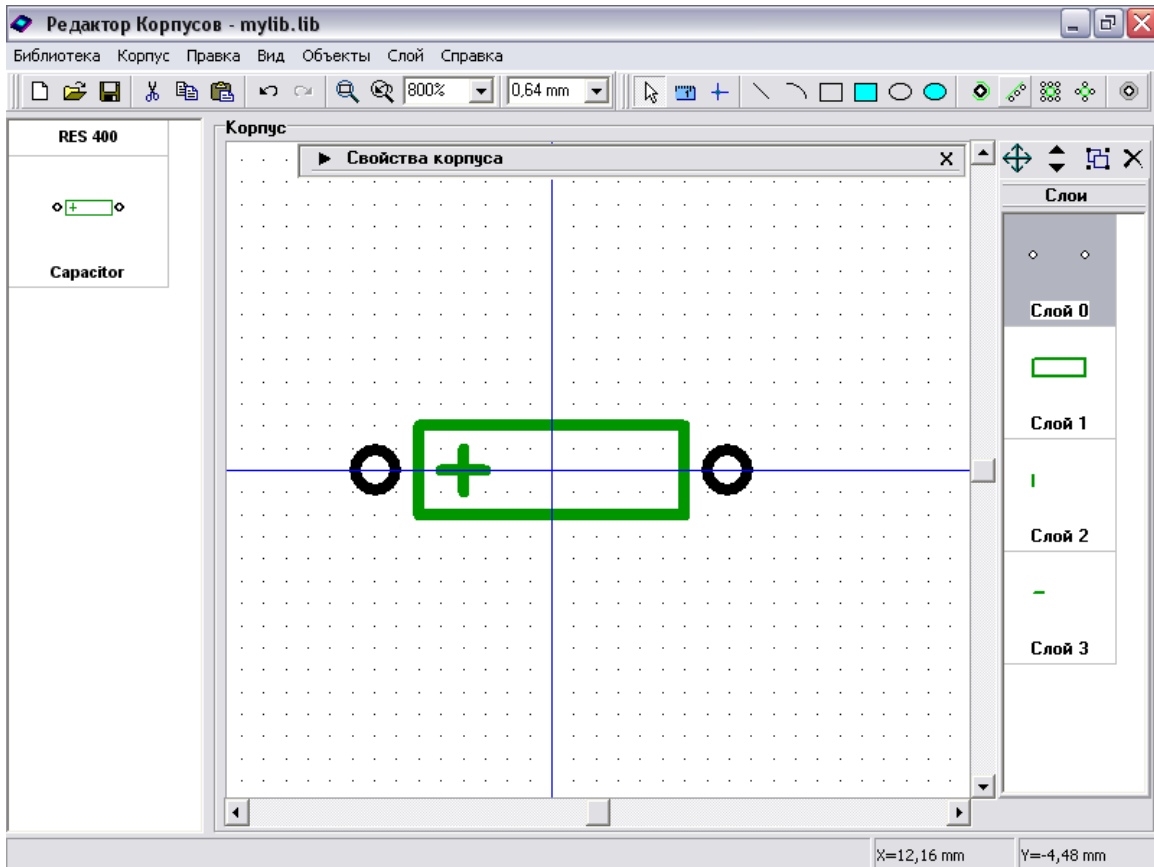 Редактор Корпусов - mylib.lib
Библиотека Корпус Правка Вид Объекты Слой Справка
800% 0,64 mm
RES 400
Capacitor
Корпус
Свойства корпуса
Слои
Слой 0
Слой 1
Слой 2
Слой 3
X=12,16 mm Y=-4,48 mm